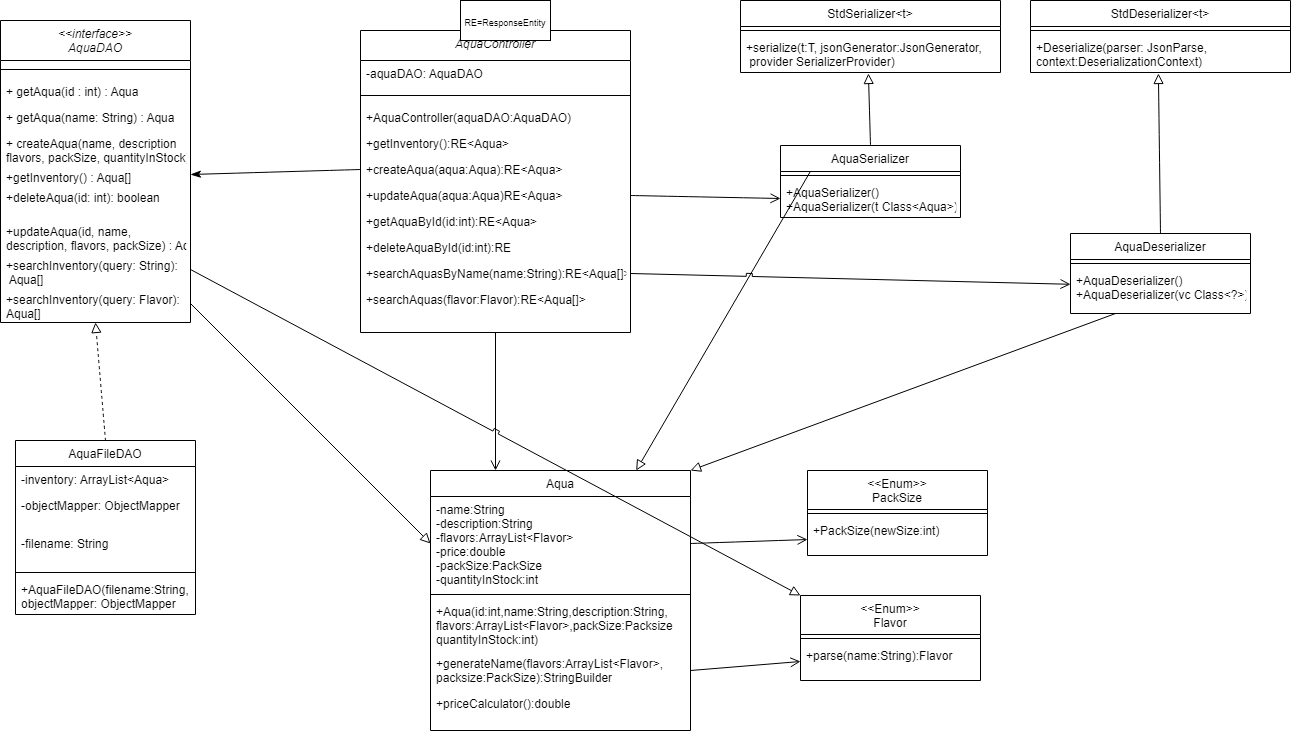 <<interface>>
AquaDAO
+ getAqua(id : int) : Aqua
+ getAqua(name: String) : Aqua
+ createAqua(name, description
flavors, packSize, quantityInStock
+getInventory() : Aqua[]
+deleteAqua(id: int): boolean
+updateAqua(id, name,
description, flavors, packSize) :
+searchInventory(query: String):
Aqua[]
+searchInventory(query: Flavor):
Aqua[]
RE=ResponseEntity
AquaController
-aquaDAO: AquaDAO
+AquaController(aquaDAO:AquaDAO)
+getInventory():RE<Aqua>
+createAqua(aqua:Aqua):RE<Aqua>
+updateAqua(aqua:Aqua)RE<Aqua>
+getAquaById(id:int):RE<Aqua>
+deleteAquaById(id:int):RE
+searchAquasByName(name:String):RE<Aqua[]>
+searchAquas(flavor:Flavor):RE<Aqua[]>
StdSerializer<t>
+serialize(t:T, jsonGenerator:JsonGenerator,
provider SerializerProvider)
StdDeserializer<t>
+Deserialize(parser: JsonParse,
context:DeserializationContext)
AquaSerializer
+AquaSerializer()
+AquaSerializer(t Class<Aqua>)
AquaDeserializer
+AquaDeserializer()
+AquaDeserializer(vc Class<?>)
AquaFileDAO
-inventory: ArrayList<Aqua>
-objectMapper: ObjectMapper
-filename: String
+AquaFileDAO(filename:String,
objectMapper: ObjectMapper
Aqua
-name:String
-description:String
-flavors:ArrayList<Flavor>
-price:double
-packSize:PackSize
-quantityInStock:int
+Aqua(id:int,name:String,description:String,
flavors:ArrayList<Flavor>,packSize:Packsize
quantityInStock:int)
+generateName(flavors:ArrayList<Flavor>,
packsize:PackSize):StringBuilder
+priceCalculator():double
<<Enum>>
PackSize
+PackSize(newSize:int)
<<Enum>>
Flavor
+parse(name:String):Flavor